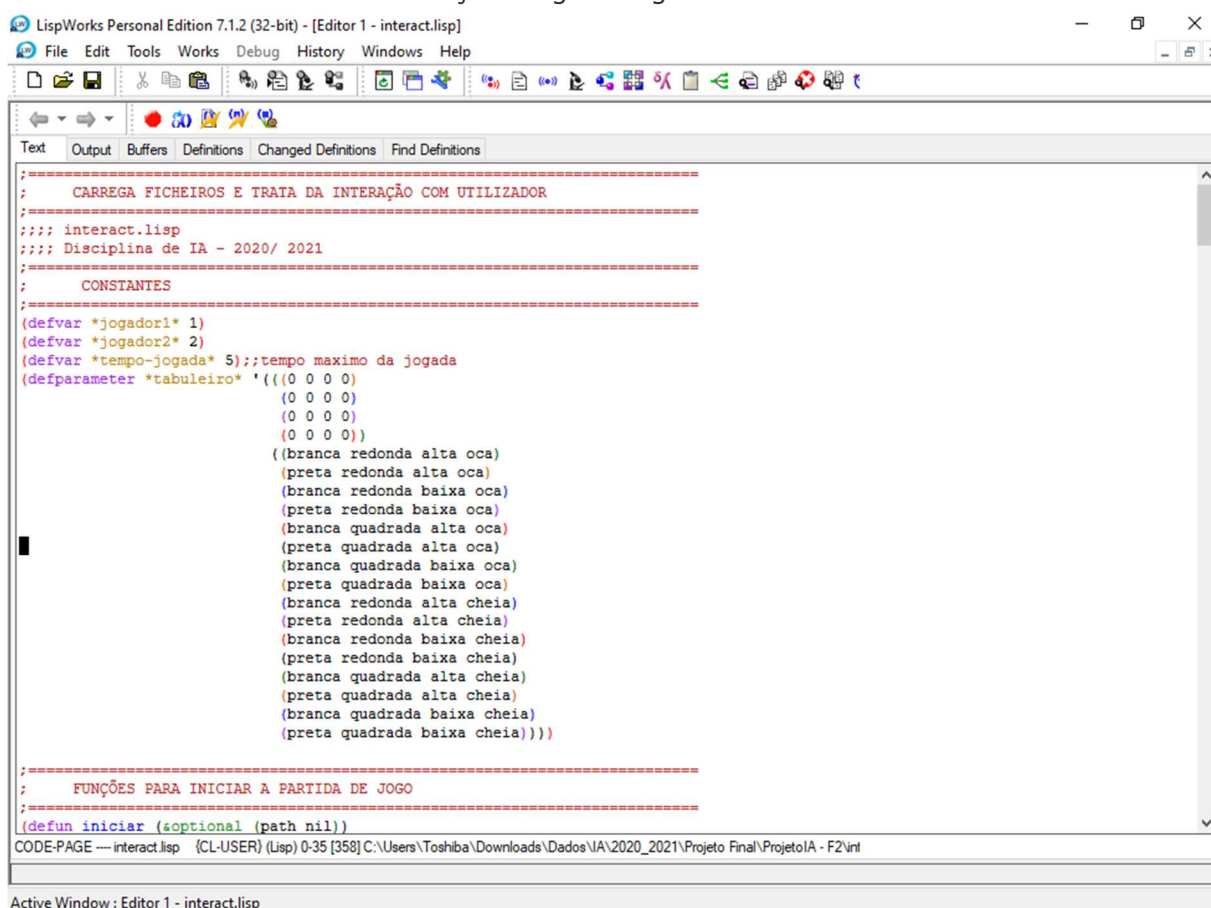 LispWorks Personal Edition 7.1.2 (32-bit) - [Editor 1 - interact.lisp]
File Edit Tools Works Debug History Windows Help
Text Output Buffers Definitions Changed Definitions Find Definitions
;===========================================================================
;     CARREGA FICHEIROS E TRATA DA INTERAÇÃO COM UTILIZADOR
;===========================================================================
;;;; interact.lisp
;;;; Disciplina de IA - 2020/ 2021
;===========================================================================
;      CONSTANTES
;===========================================================================
(defvar *jogador1* 1)
(defvar *jogador2* 2)
(defvar *tempo-jogada* 5);;tempo maximo da jogada
(defparameter *tabuleiro* '(((0 0 0 0)
(0 0 0 0)
(0 0 0 0)
(0 0 0 0))
((branca redonda alta oca)
(preta redonda alta oca)
(branca redonda baixa oca)
(preta redonda baixa oca)
(branca quadrada alta oca)
(preta quadrada alta oca)
(branca quadrada baixa oca)
(preta quadrada baixa oca)
(branca redonda alta cheia)
(preta redonda alta cheia)
(branca redonda baixa cheia)
(preta redonda baixa cheia)
(branca quadrada alta cheia)
(preta quadrada alta cheia)
(branca quadrada baixa cheia)
(preta quadrada baixa cheia))))
;===========================================================================
;     FUNÇÕES PARA INICIAR A PARTIDA DE JOGO
;===========================================================================
(defun iniciar (&optional (path nil))
CODE-PAGE ---- interact.lisp {CL-USER} (Lisp) 0-35 [358] C:\Users\Toshiba\Downloads\Dados\IA\2020_2021\Projeto Final\ProjetoIA - F2\int
Active Window : Editor 1 - interact.lisp